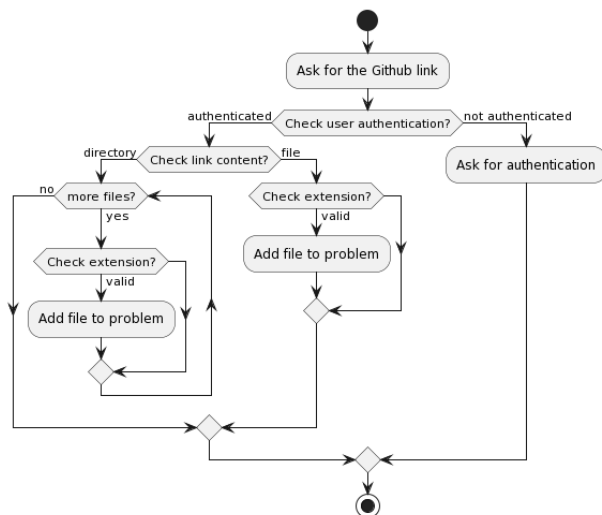 Ask for the Github link
authenticated
Check user authentication?
not authenticated
directory
Check link content?
file
Ask for authentication
no
more files?
yes
Check extension?
valid
Check extension?
valid
Add file to problem
Add file to problem